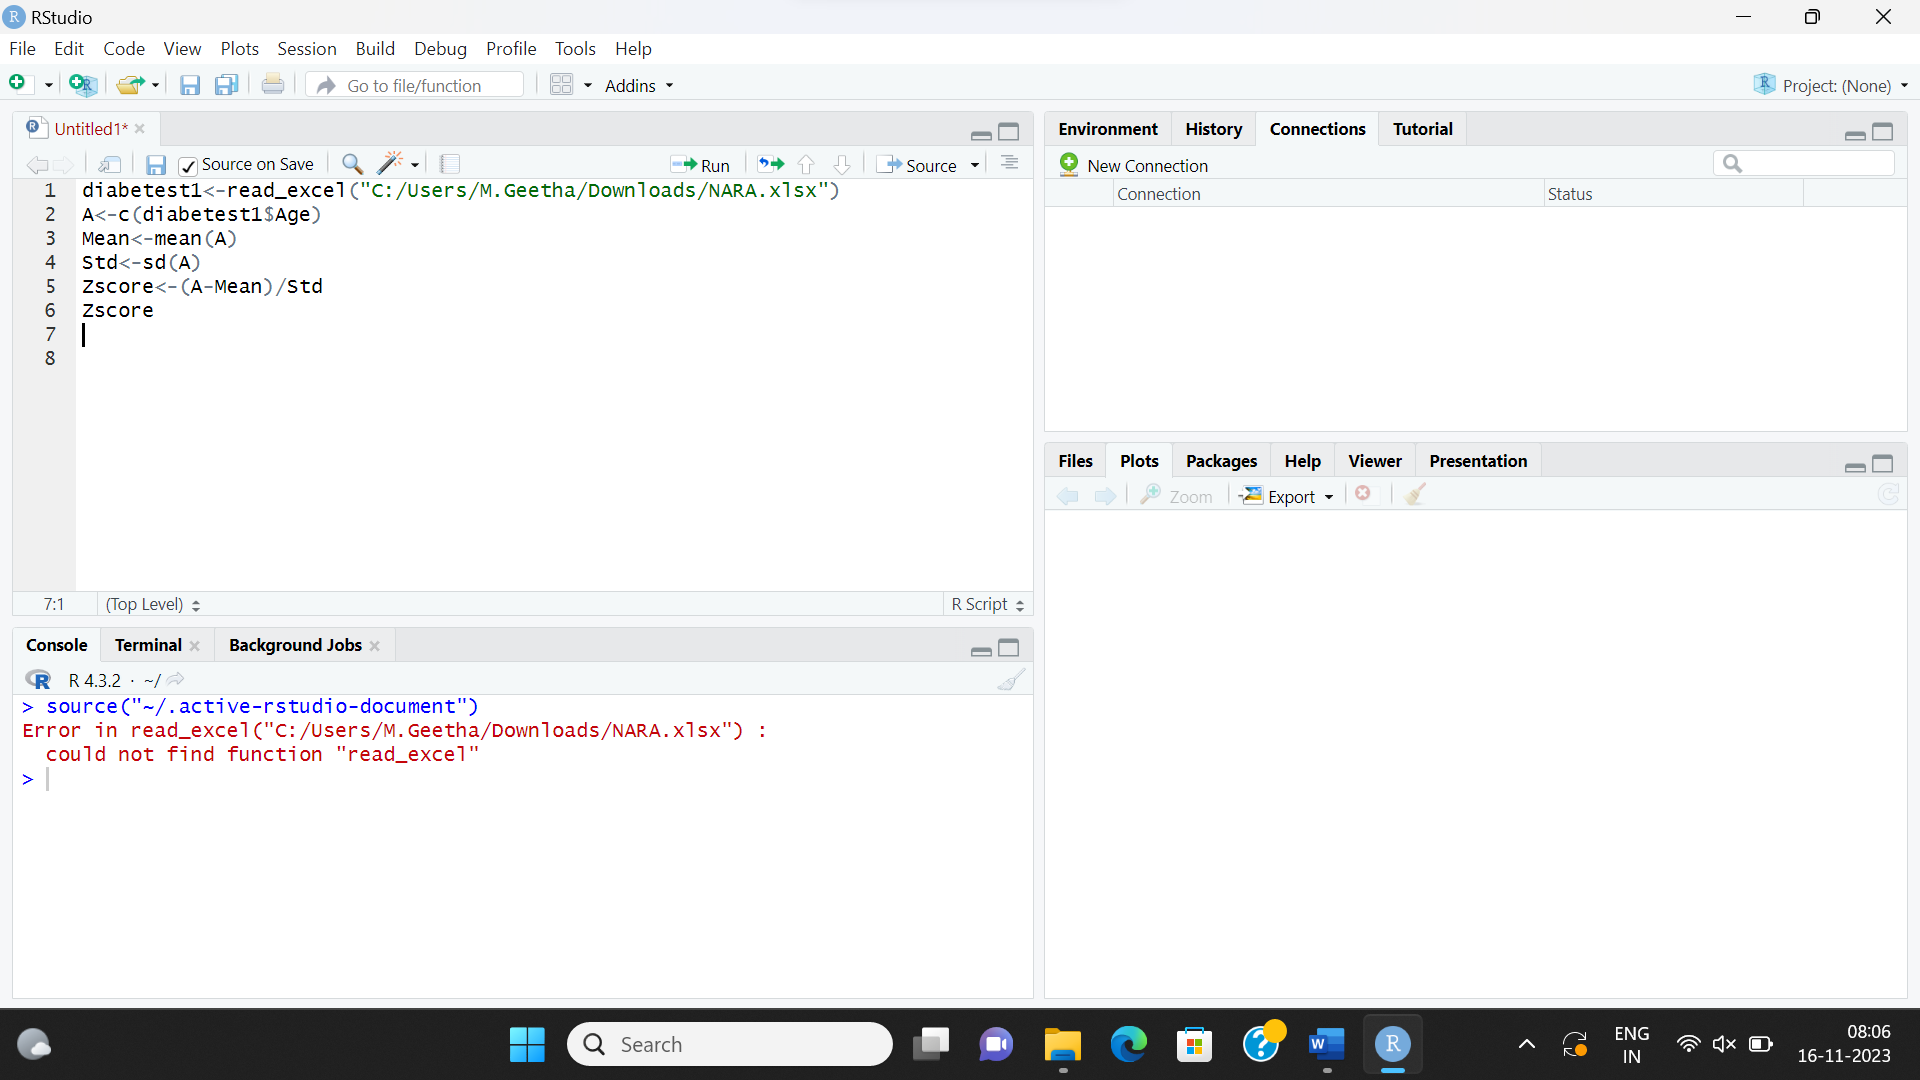 RStudio
File Edit Code View Plots Session Build Debug Profile Tools Help
Go to file/function Addins Project: (None)
Untitled1*
Source on Save Run Source
1 diabetest1<-read_excel("C:/Users/M.Geetha/Downloads/NARA.xlsx")
2 A<-c(diabetest1$Age)
3 Mean<-mean(A)
4 Std<-sd(A)
5 Zscore<-(A-Mean)/Std
6 Zscore
7
8
7:1 (Top Level) R Script
Console Terminal Background Jobs
R 4.3.2 · ~/
> source("~/.active-rstudio-document")
Error in read_excel("C:/Users/M.Geetha/Downloads/NARA.xlsx") :
could not find function "read_excel"
>
Environment History Connections Tutorial
New Connection
Connection Status
Files Plots Packages Help Viewer Presentation
Zoom Export
Search
ENG
IN
08:06
16-11-2023